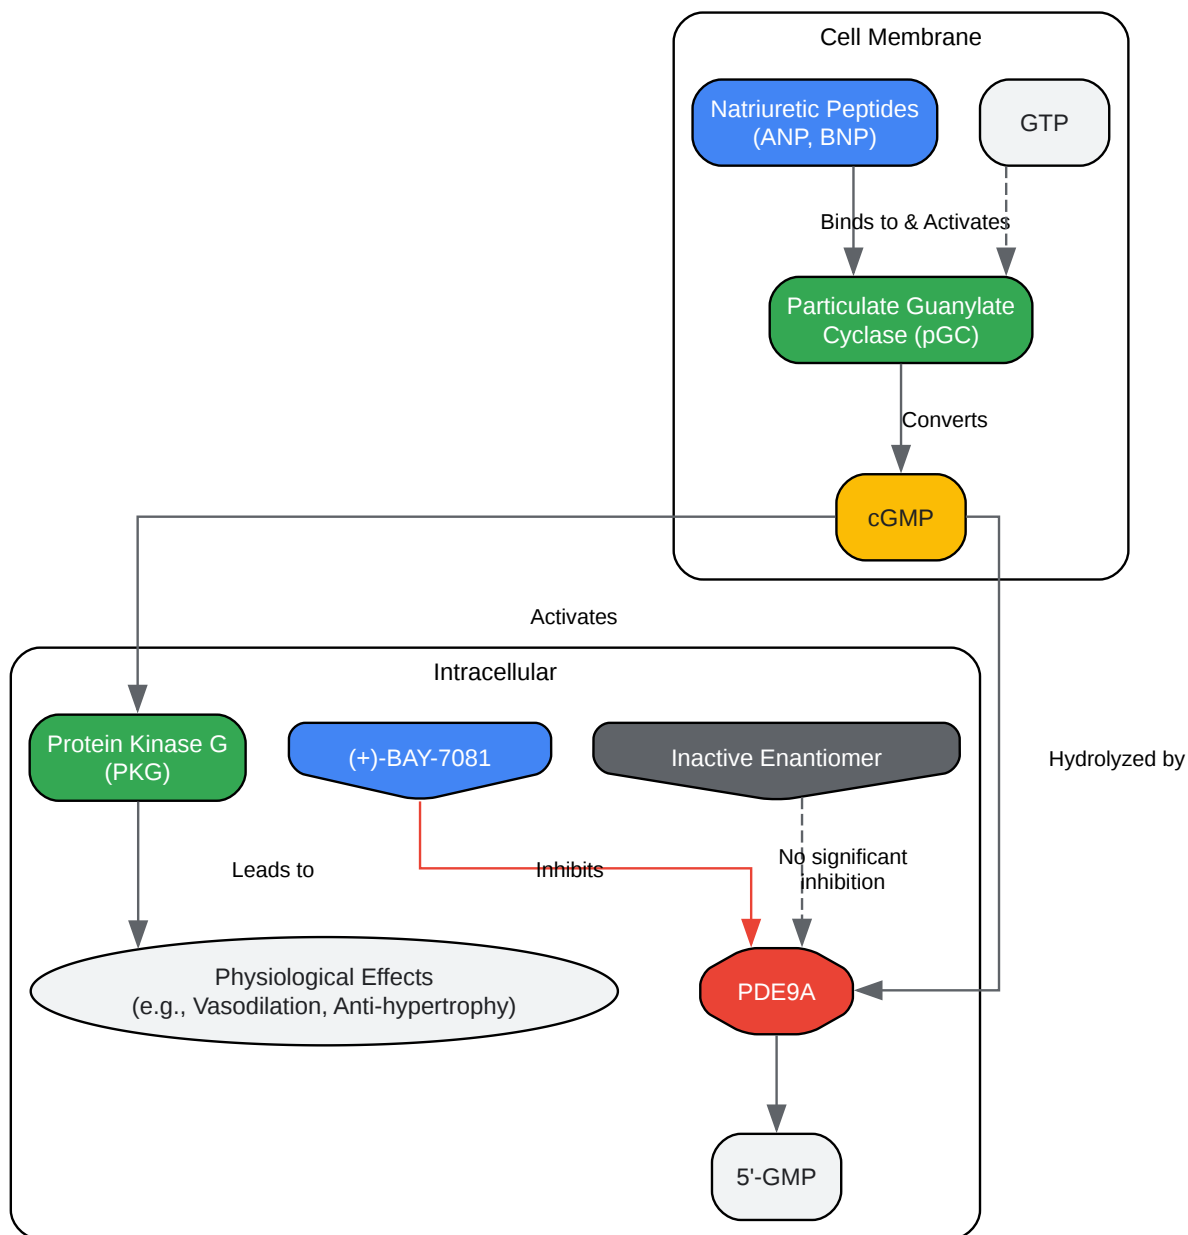 Cell Membrane
Natriuretic Peptides
(ANP, BNP)
GTP
Binds to & Activates
Particulate Guanylate
Cyclase (pGC)
Converts
cGMP
Activates
Intracellular
Protein Kinase G
(PKG)
(+)-BAY-7081
Inactive Enantiomer
Hydrolyzed by
Leads to
Inhibits
No significant
inhibition
Physiological Effects
(e.g., Vasodilation, Anti-hypertrophy)
PDE9A
5'-GMP